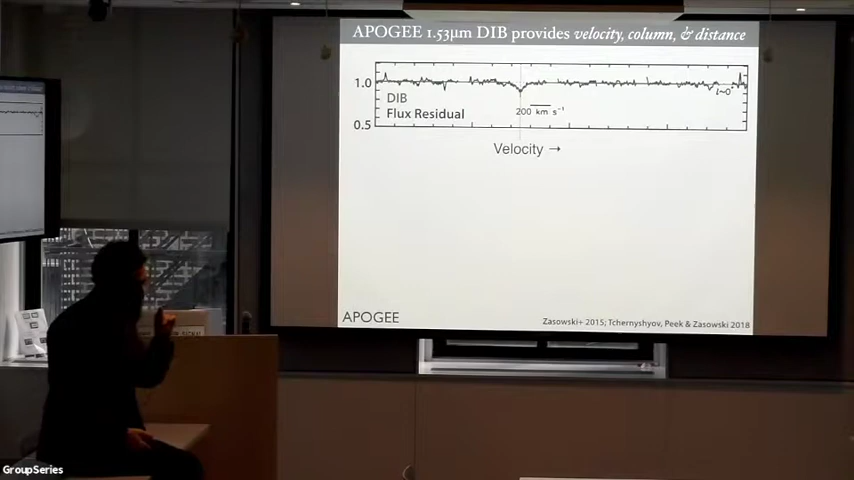 APOGEE 1.53μm DIB provides velocity, column, & distance
1.0
DIB
Flux Residual
0.5
200 km s⁻¹
l~0°
Velocity →
APOGEE
Zasowski+ 2015; Tchernyshyov, Peek & Zasowski 2018
GroupSeries